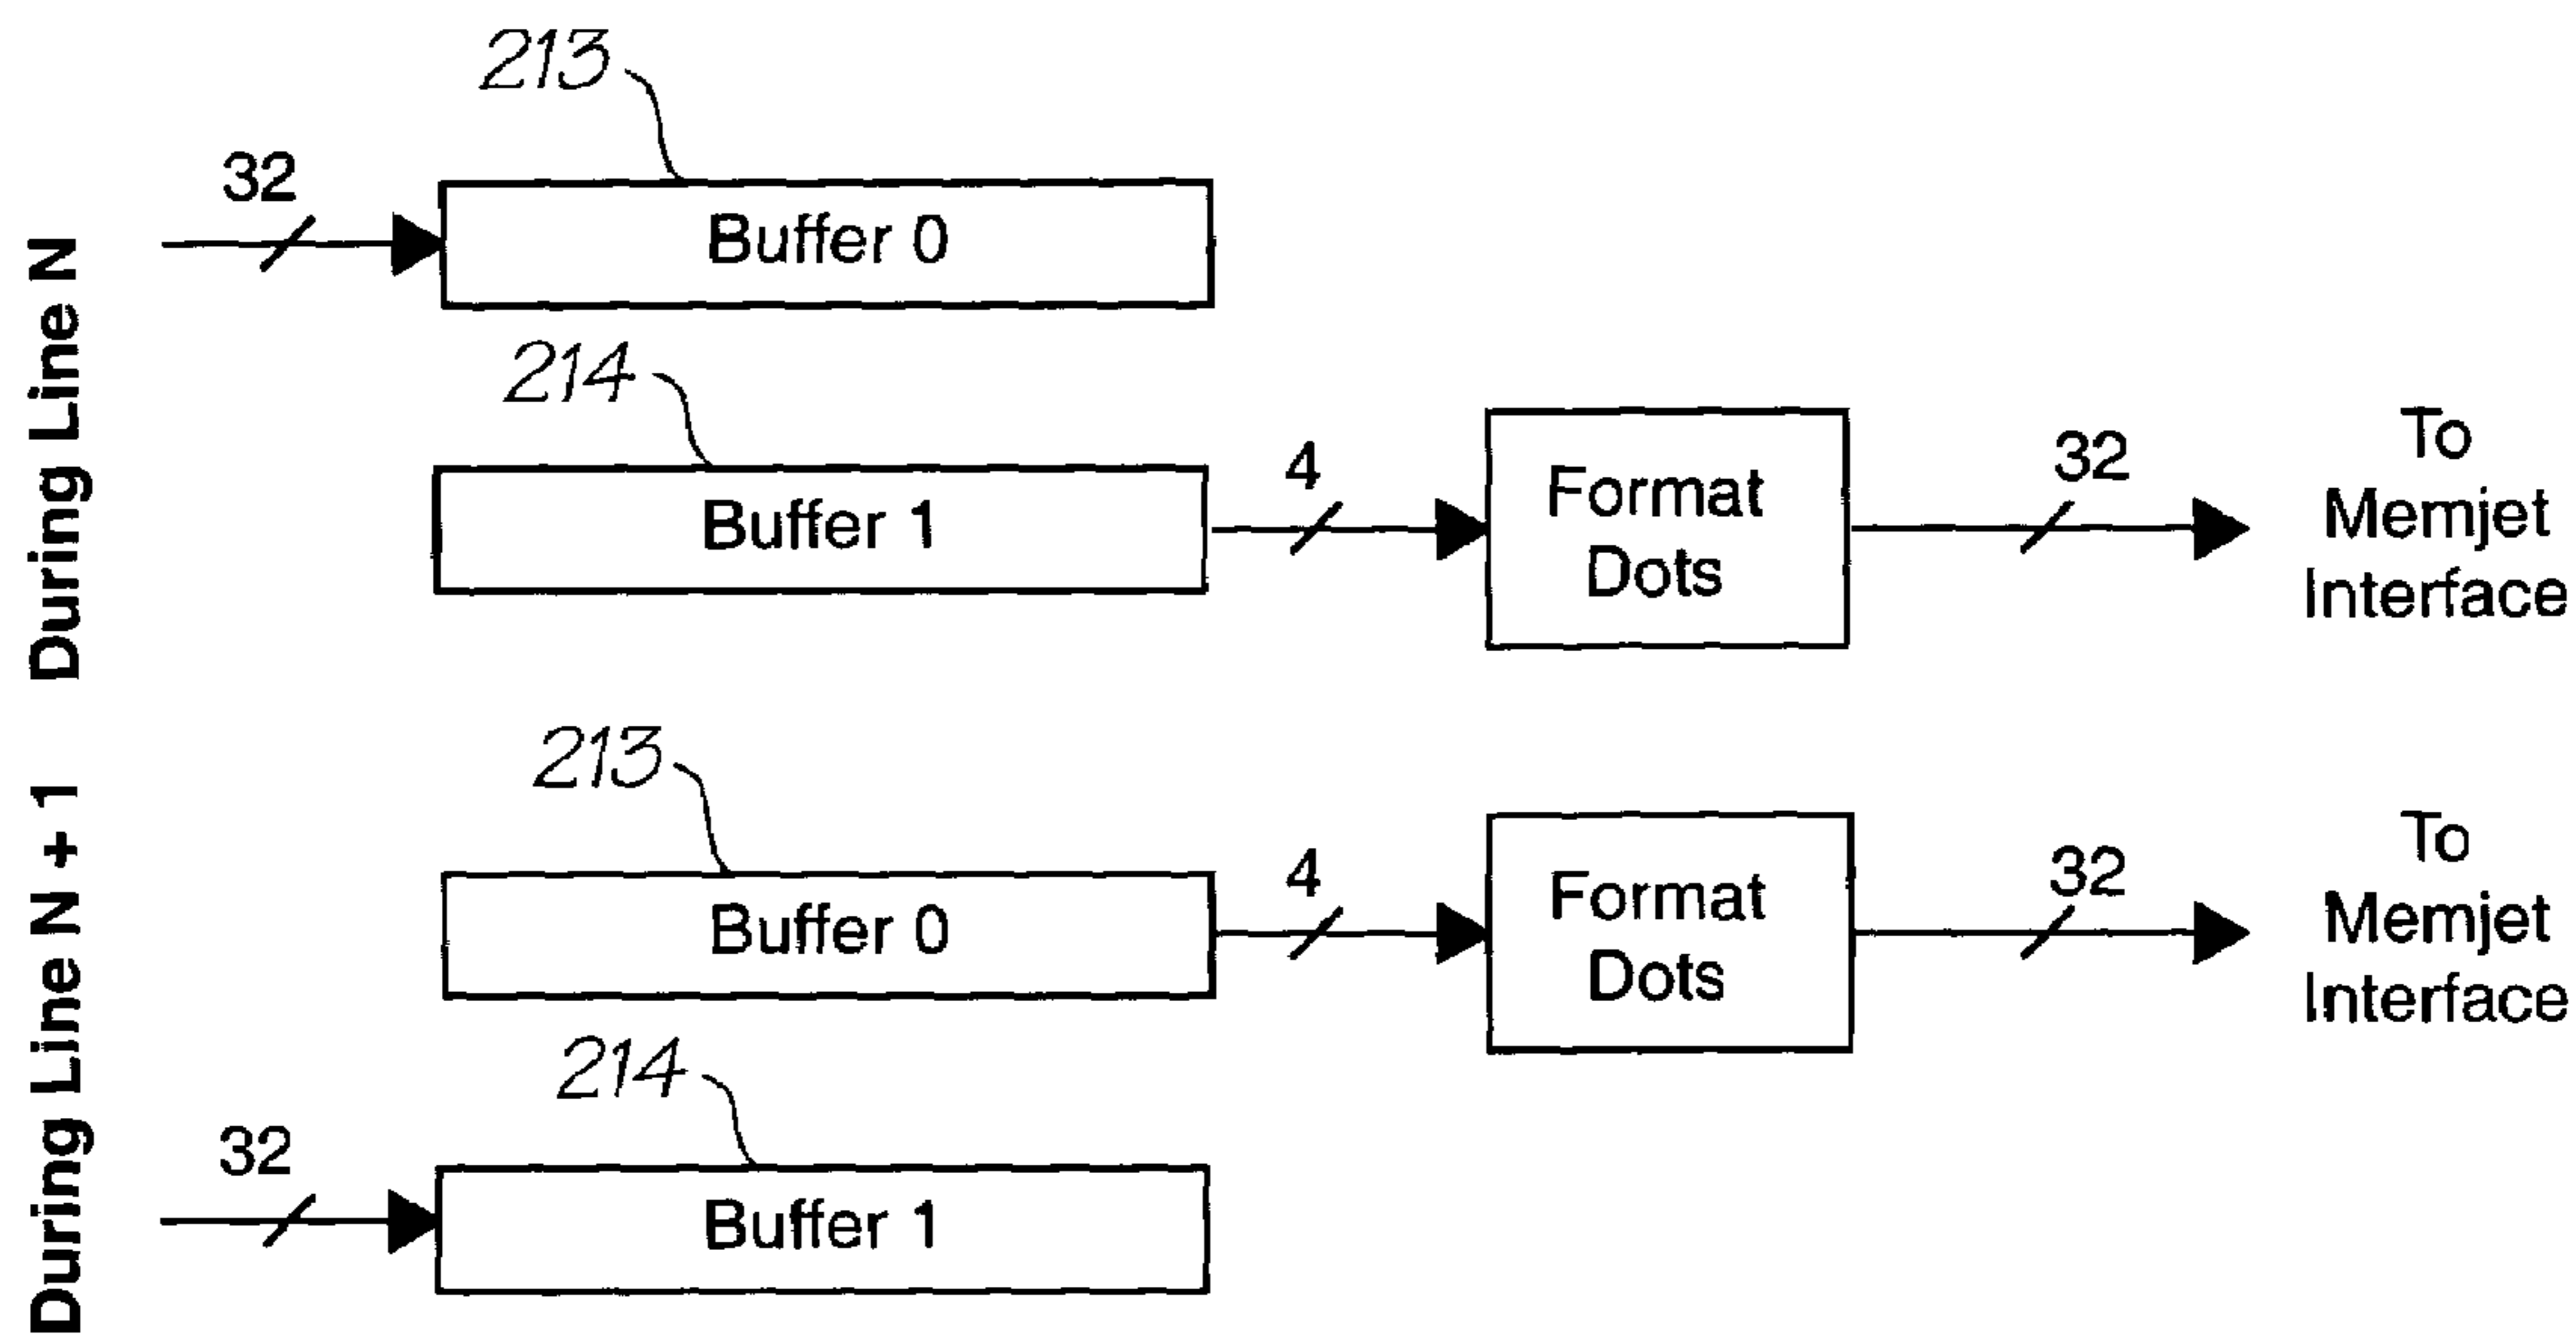 During Line N
213
32
Buffer 0
214
Buffer 1
4
Format
Dots
32
To
Memjet
Interface
During Line N + 1
213
Buffer 0
4
Format
Dots
32
To
Memjet
Interface
214
32
Buffer 1